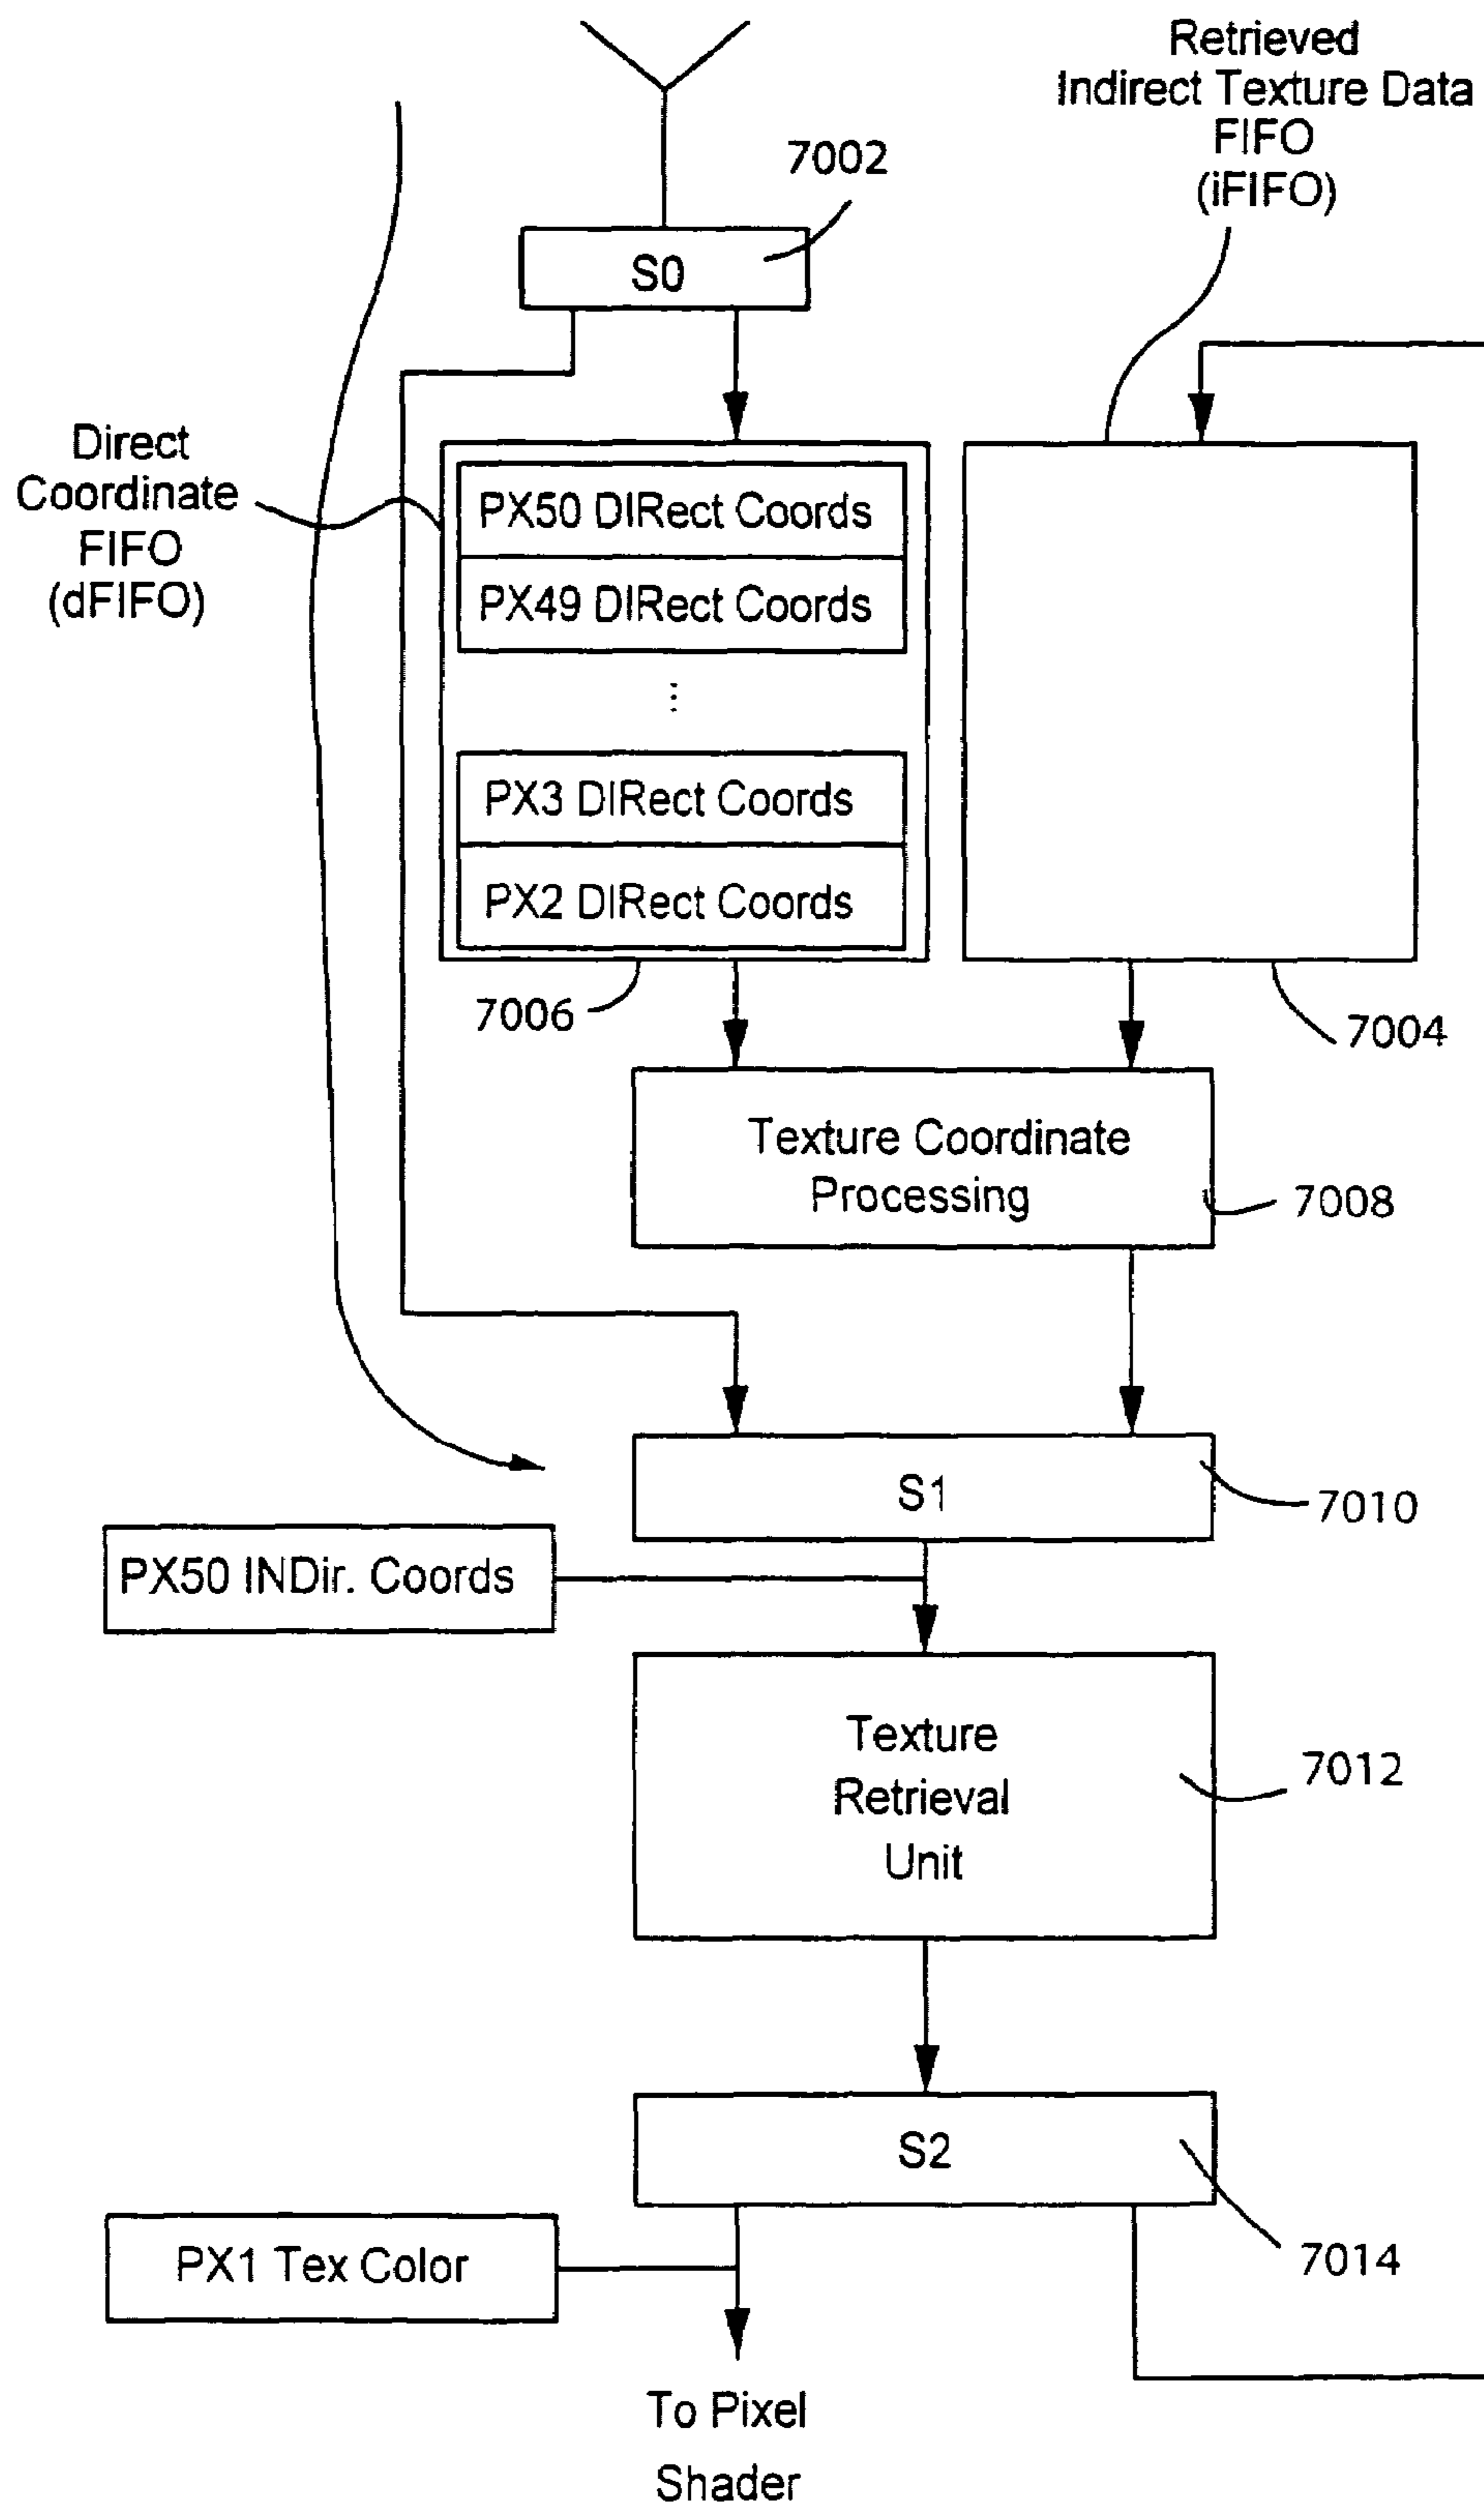 Retrieved
Indirect Texture Data
FIFO
(iFIFO)
7002
S0
Direct
Coordinate
FIFO
(dFIFO)
PX50 DIRect Coords
PX49 DIRect Coords
⋮
PX3 DIRect Coords
PX2 DIRect Coords
7006
7004
Texture Coordinate
Processing
7008
S1
7010
PX50 INDir. Coords
Texture
Retrieval
Unit
7012
S2
7014
PX1 Tex Color
To Pixel
Shader